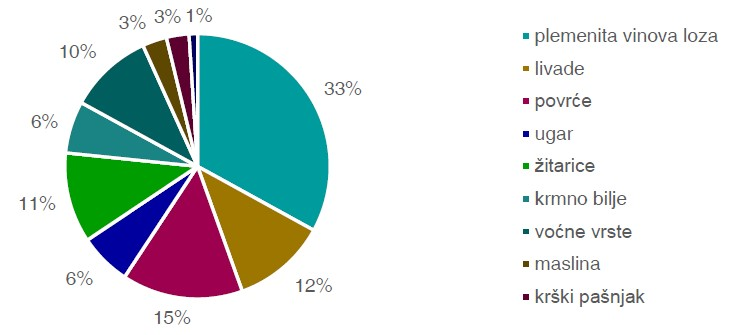 3%
3%
1%
10%
33%
6%
11%
6%
15%
12%
plemenita vinova loza
livade
povrće
ugar
žitarice
krmno bilje
voćne vrste
maslina
krški pašnjak